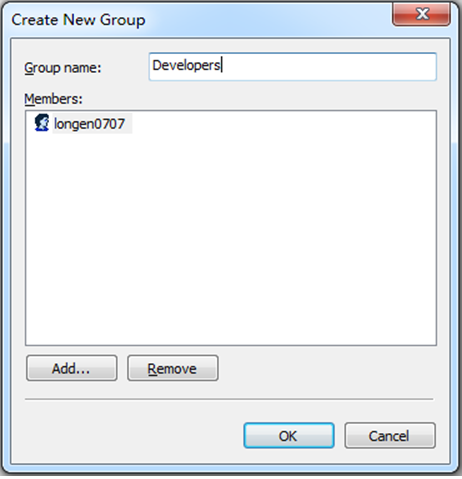 Create New Group
Group name: Developers
Members:
longen0707
Add... Remove
OK Cancel